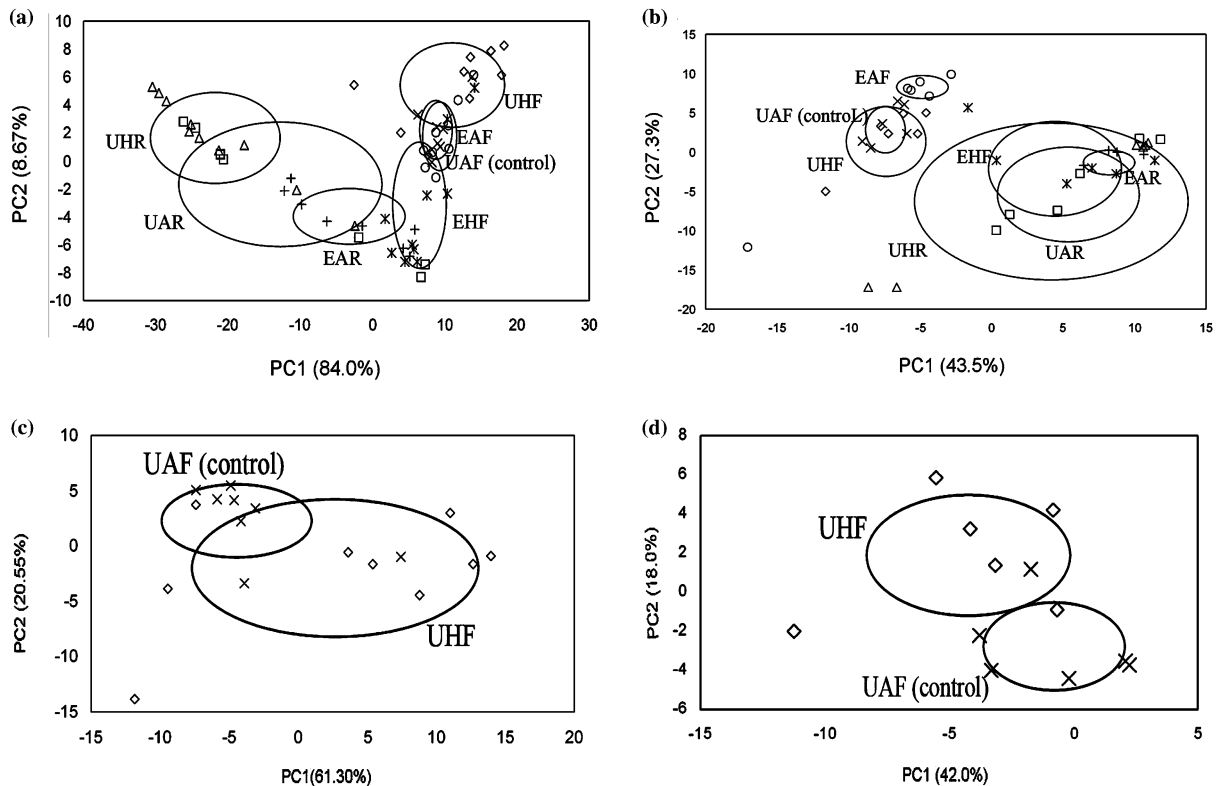 (a)
10
8
6
4
2
0
-2
-4
-6
-8
-10
PC2 (8.67%)
-40
-30
-20
-10
0
10
20
30
PC1 (84.0%)
UHR
UAR
EAR
UHF
EAF
UAF (control)
EHF
(b)
15
10
5
0
-5
-10
-15
-20
PC2 (27.3%)
-20
-15
-10
-5
0
5
10
15
PC1 (43.5%)
EAF
UAF (controL)
UHF
EHF
EAR
UHR
UAR
(c)
10
5
0
-5
-10
-15
PC2 (20.55%)
-15
-10
-5
0
5
10
15
20
PC1(61.30%)
UAF (control)
UHF
(d)
8
6
4
2
0
-2
-4
-6
PC2 (18.0%)
-15
-10
-5
0
5
PC1 (42.0%)
UHF
UAF (control)